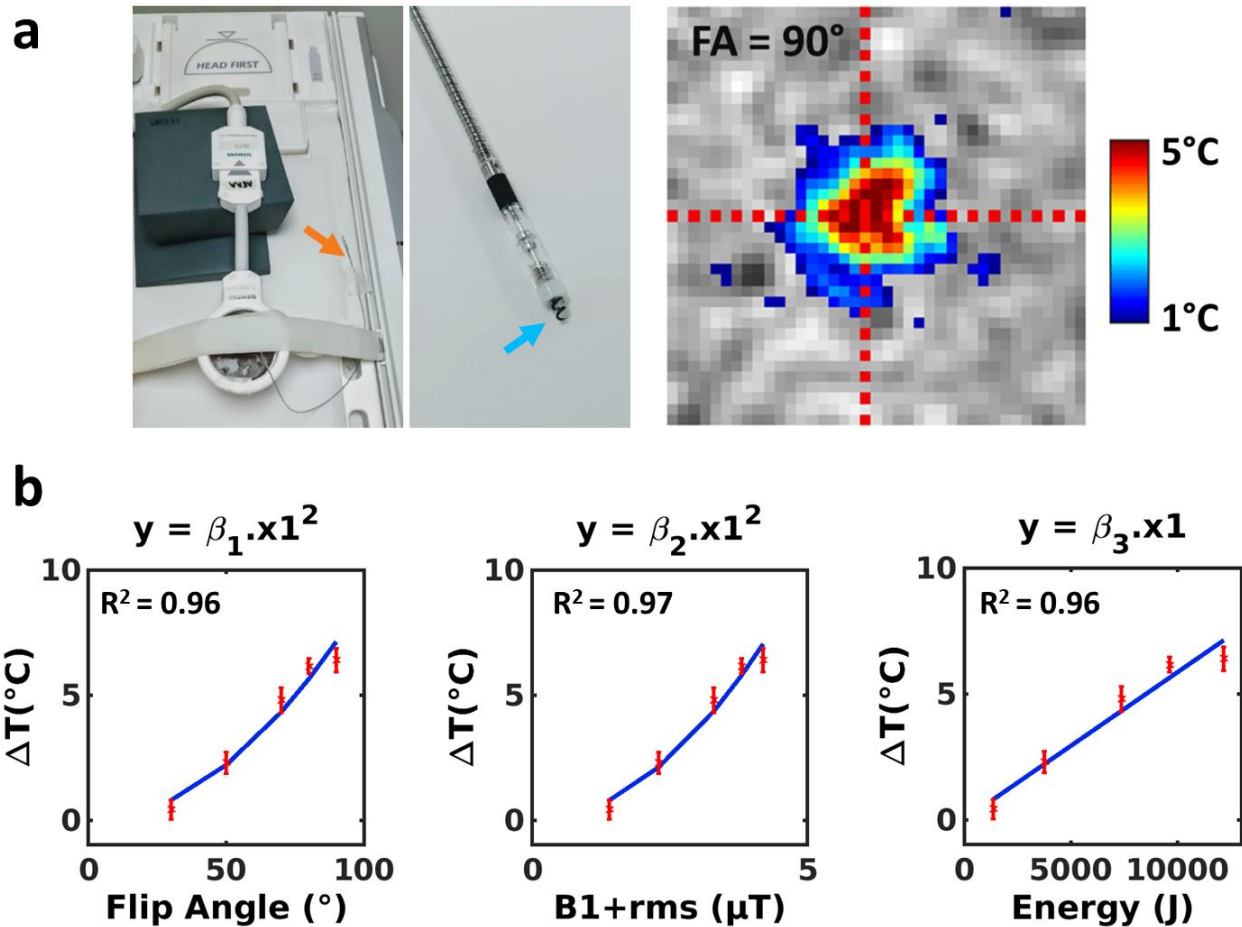 a
HEAD FIRST
FA = 90°
5°C
1°C
b
y = β₁.x1²
y = β₂.x1²
y = β₃.x1
10
R² = 0.96
5
0
ΔT(°C)
0 50 100
Flip Angle (°)
10
R² = 0.97
5
0
ΔT(°C)
0 5
B1+rms (μT)
10
R² = 0.96
5
0
ΔT(°C)
0 5000 10000
Energy (J)